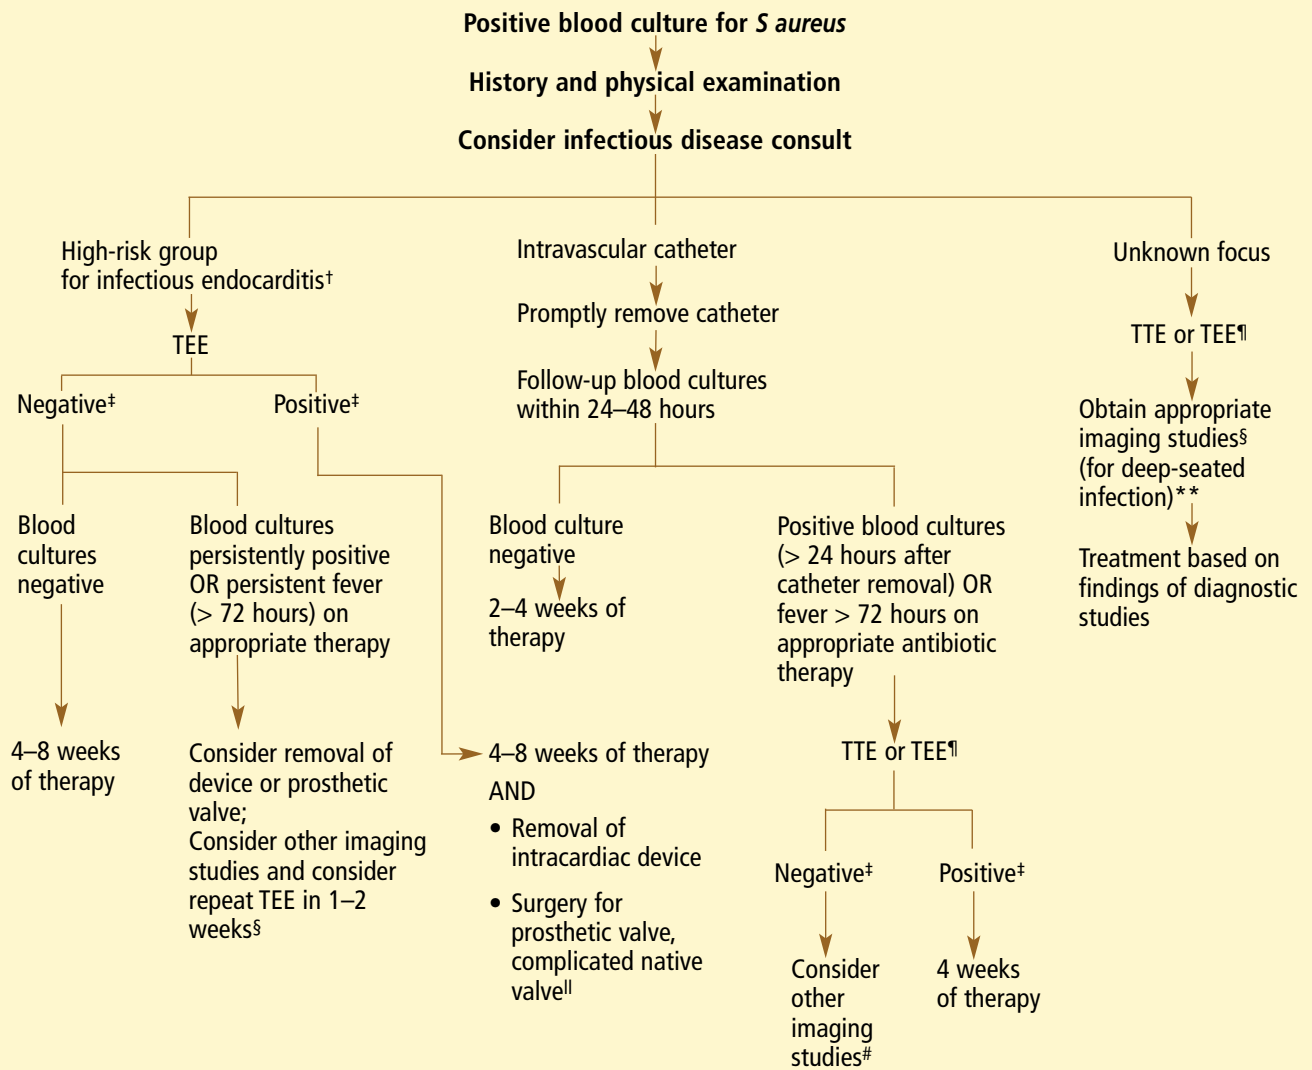 Positive blood culture for S aureus
History and physical examination
Consider infectious disease consult
High-risk group
for infectious endocarditis†
TEE
Negative‡
Positive‡
Blood
cultures
negative
4–8 weeks
of therapy
Blood cultures
persistently positive
OR persistent fever
(> 72 hours) on
appropriate therapy
Consider removal of
device or prosthetic
valve;
Consider other imaging
studies and consider
repeat TEE in 1–2
weeks§
4–8 weeks of therapy
AND
• Removal of
intracardiac device
• Surgery for
prosthetic valve,
complicated native
valve||
Intravascular catheter
Promptly remove catheter
Follow-up blood cultures
within 24–48 hours
Blood culture
negative
2–4 weeks of
therapy
Positive blood cultures
(> 24 hours after
catheter removal) OR
fever > 72 hours on
appropriate antibiotic
therapy
TTE or TEE¶
Negative‡
Positive‡
Consider
other
imaging
studies#
4 weeks
of therapy
Unknown focus
TTE or TEE¶
Obtain appropriate
imaging studies§
(for deep-seated
infection)**
Treatment based on
findings of diagnostic
studies